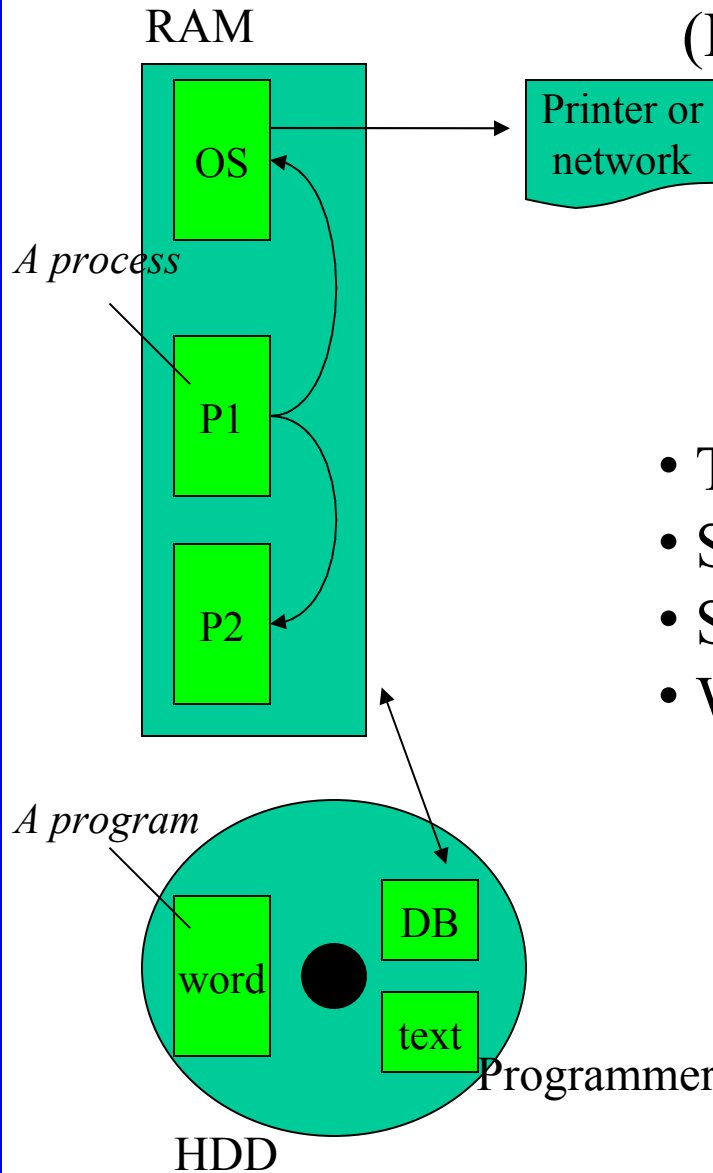 RAM
(
Printer or
network
OS
A process
P1
P2
•
•
•
•
A program
DB
word
text
Programmer
HDD